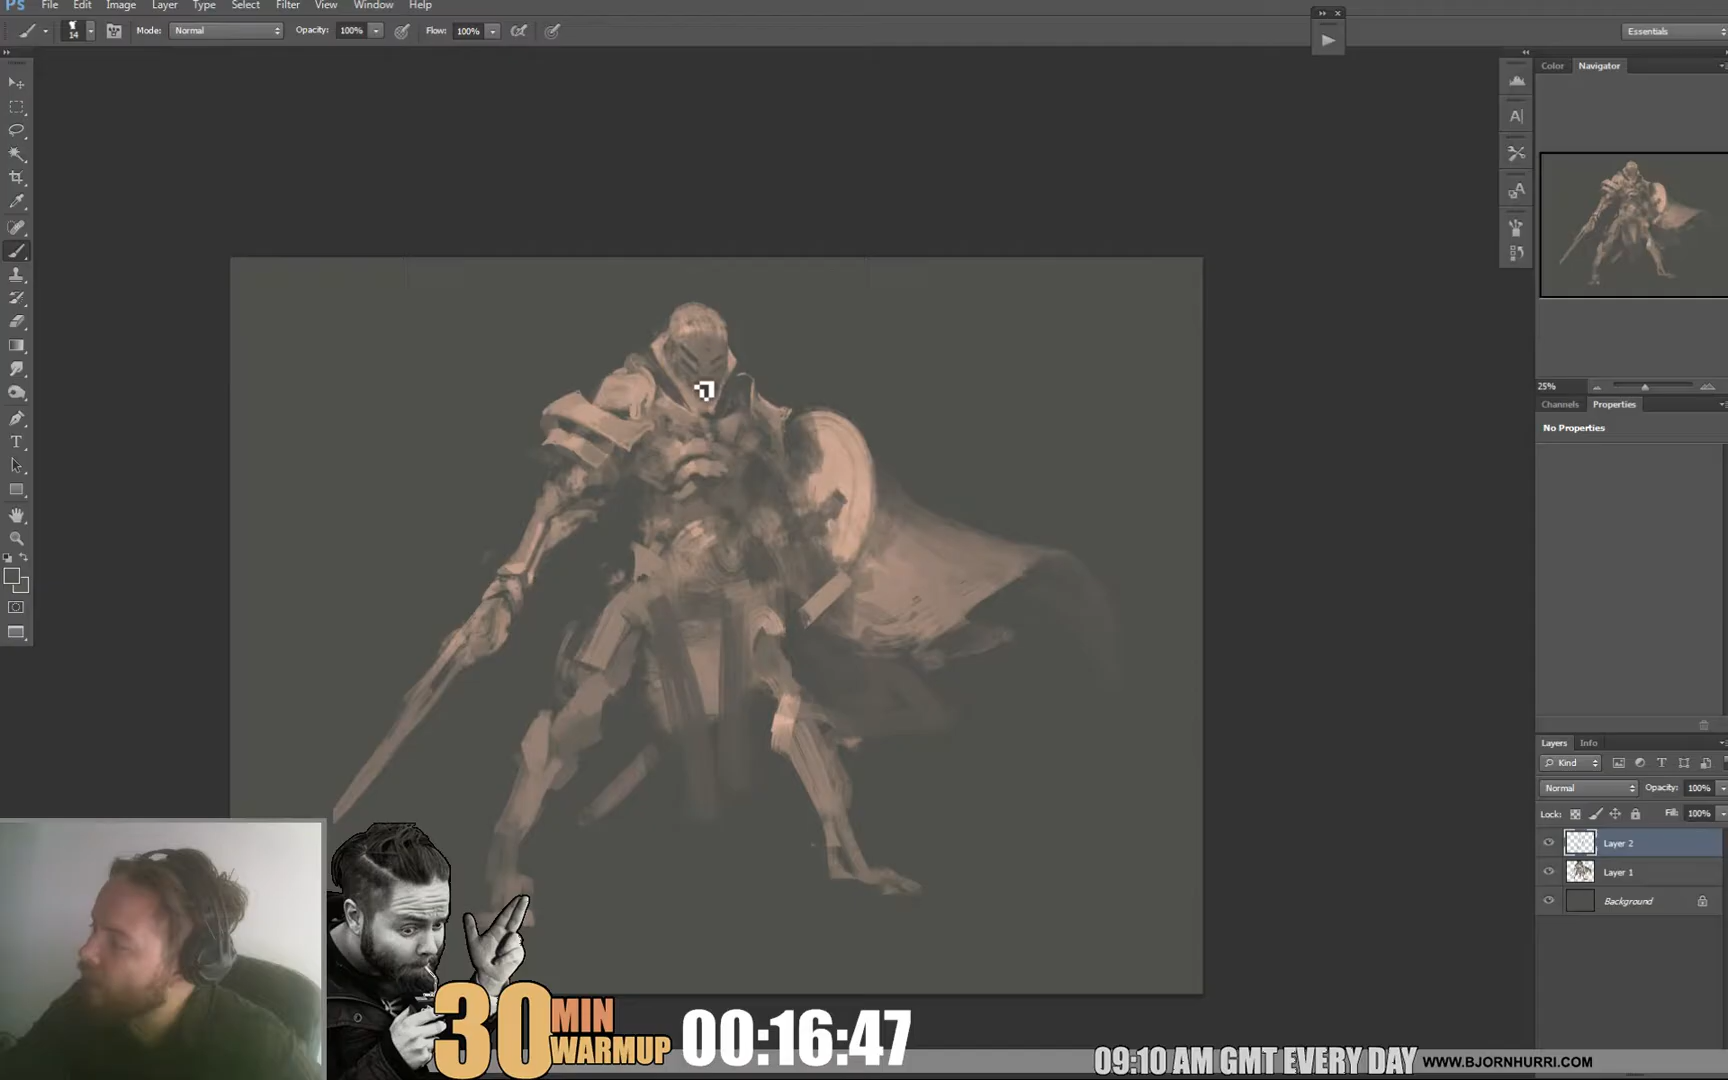 Ps File Edit Image Layer Type Select Filter View Window Help
14 Mode: Normal Opacity: 100% Flow: 100% Essentials
Color Navigator
25%
Channels Properties
No Properties
Layers Info
Kind
Normal Opacity: 100%
Lock: Fill: 100%
Layer 2
Layer 1
Background
30 MIN
WARMUP
00:16:47
09:10 AM GMT EVERY DAY WWW.BJORNHURRI.COM